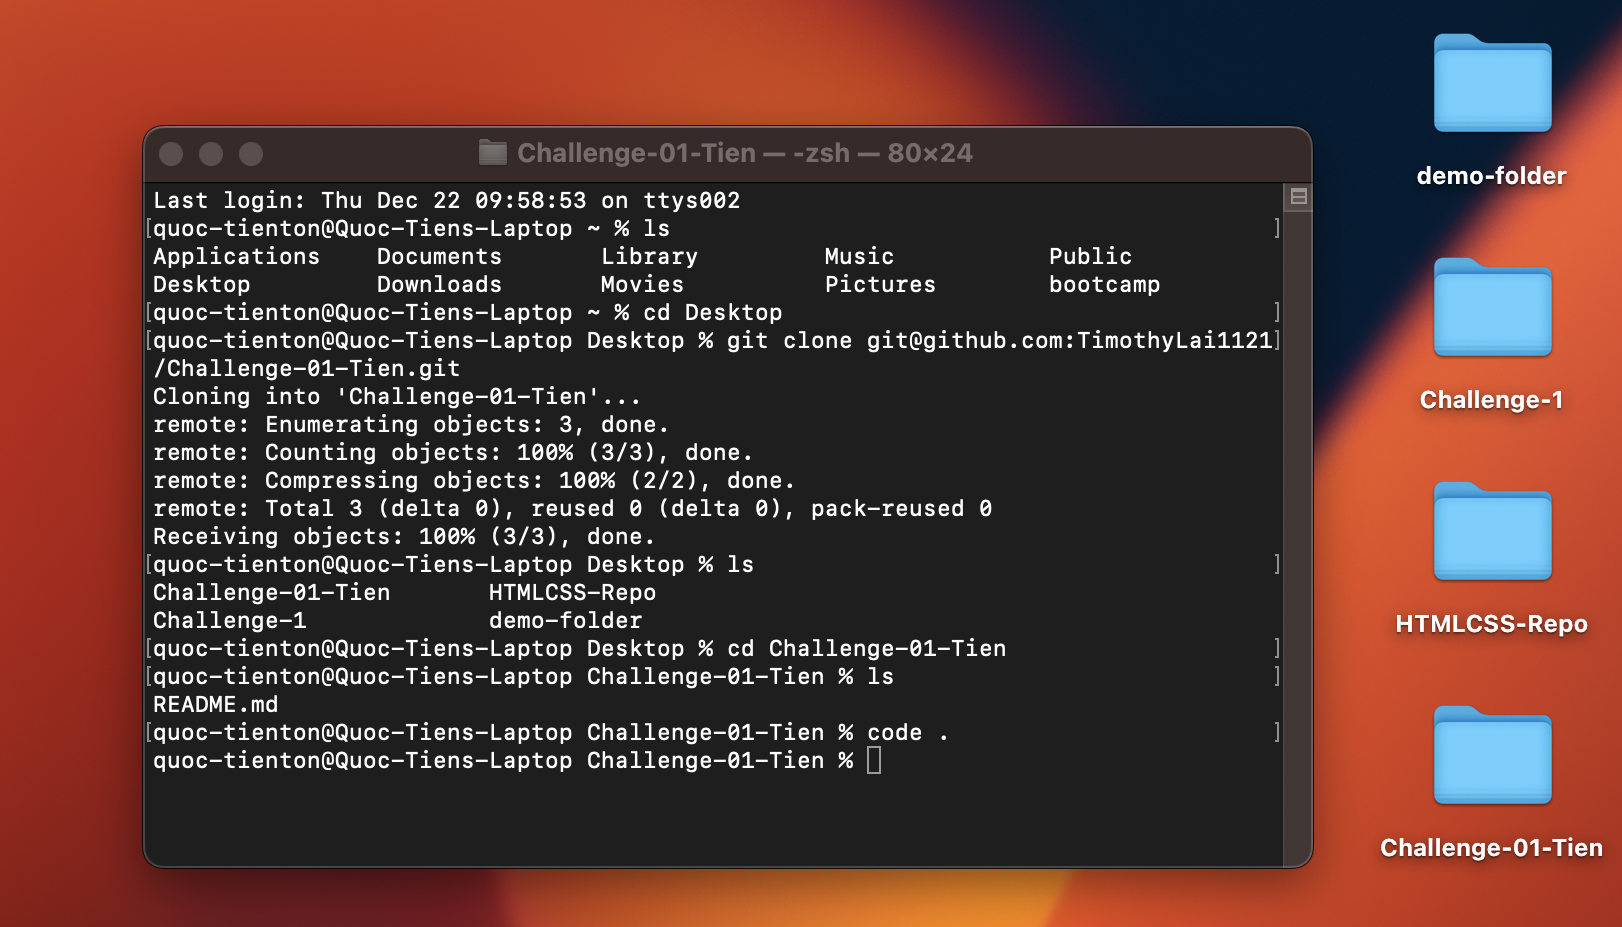 Challenge-01-Tien — -zsh — 80×24
Last login: Thu Dec 22 09:58:53 on ttys002
[quoc-tienton@Quoc-Tiens-Laptop ~ % ls ]
Applications Documents Library Music Public
Desktop Downloads Movies Pictures bootcamp
[quoc-tienton@Quoc-Tiens-Laptop ~ % cd Desktop ]
[quoc-tienton@Quoc-Tiens-Laptop Desktop % git clone git@github.com:TimothyLai1121]
/Challenge-01-Tien.git
Cloning into 'Challenge-01-Tien'...
remote: Enumerating objects: 3, done.
remote: Counting objects: 100% (3/3), done.
remote: Compressing objects: 100% (2/2), done.
remote: Total 3 (delta 0), reused 0 (delta 0), pack-reused 0
Receiving objects: 100% (3/3), done.
[quoc-tienton@Quoc-Tiens-Laptop Desktop % ls ]
Challenge-01-Tien HTMLCSS-Repo
Challenge-1 demo-folder
[quoc-tienton@Quoc-Tiens-Laptop Desktop % cd Challenge-01-Tien ]
[quoc-tienton@Quoc-Tiens-Laptop Challenge-01-Tien % ls ]
README.md
[quoc-tienton@Quoc-Tiens-Laptop Challenge-01-Tien % code . ]
quoc-tienton@Quoc-Tiens-Laptop Challenge-01-Tien %
demo-folder
Challenge-1
HTMLCSS-Repo
Challenge-01-Tien